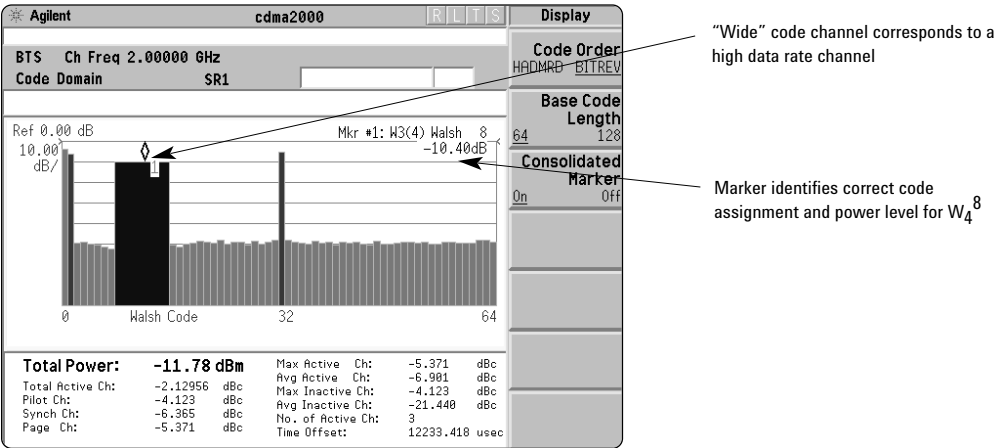 Agilent cdma2000 R L T S Display
BTS Ch Freq 2.00000 GHz
Code Domain SR1
Code Order
HADMRD BITREV
Base Code
Length
64 128
Consolidated
Marker
On Off
Ref 0.00 dB
10.00
dB/
Mkr #1: W3(4) Walsh 8
-10.40dB
1
0 Walsh Code 32 64
Total Power: -11.78 dBm
Total Active Ch: -2.12956 dBc
Pilot Ch: -4.123 dBc
Synch Ch: -6.365 dBc
Page Ch: -5.371 dBc
Max Active Ch: -5.371 dBc
Avg Active Ch: -6.901 dBc
Max Inactive Ch: -4.123 dBc
Avg Inactive Ch: -21.440 dBc
No. of Active Ch: 3
Time Offset: 12233.418 usec
“Wide” code channel corresponds to a
high data rate channel
Marker identifies correct code
assignment and power level for W₄⁸